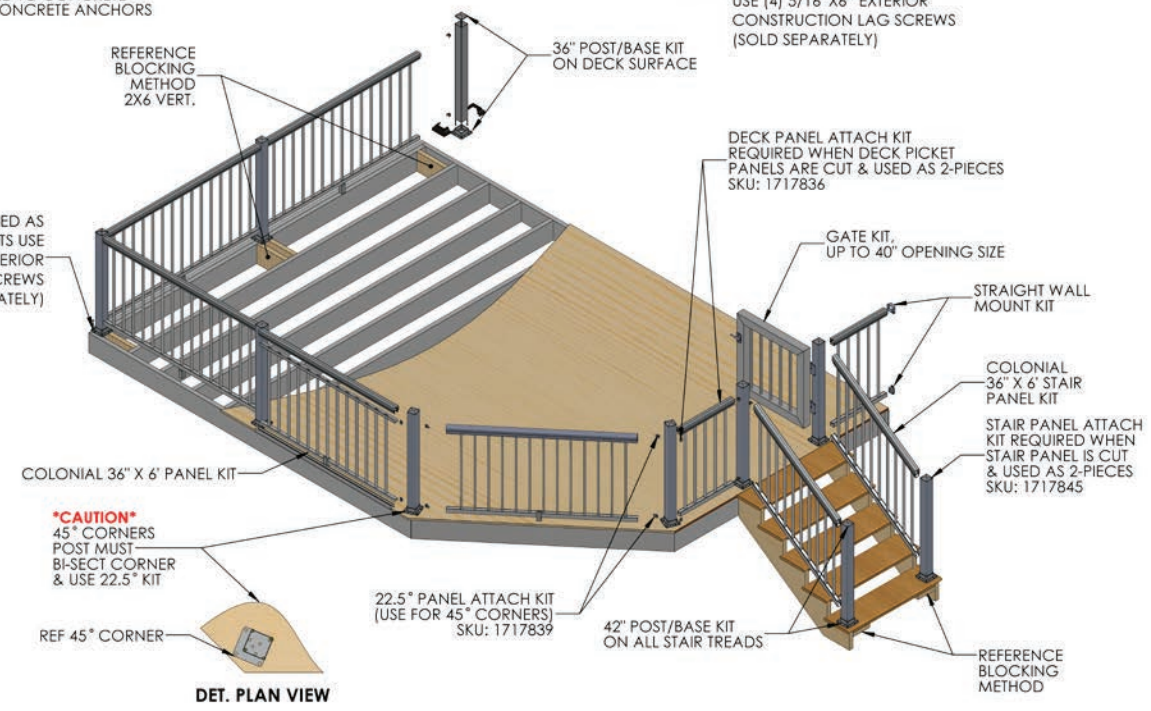 CONCRETE ANCHORS
USE (4) 5/16"X6" EXTERIOR
CONSTRUCTION LAG SCREWS
(SOLD SEPARATELY)
36" POST/BASE KIT
ON DECK SURFACE
REFERENCE
BLOCKING
METHOD
2X6 VERT.
DECK PANEL ATTACH KIT
REQUIRED WHEN DECK PICKET
PANELS ARE CUT & USED AS 2-PIECES
SKU: 1717836
ED AS
TS USE
ERIOR
CREWS
ATELY)
GATE KIT,
UP TO 40" OPENING SIZE
STRAIGHT WALL
MOUNT KIT
COLONIAL
36" X 6' STAIR
PANEL KIT
STAIR PANEL ATTACH
KIT REQUIRED WHEN
STAIR PANEL IS CUT
& USED AS 2-PIECES
SKU: 1717845
COLONIAL 36" X 6' PANEL KIT
*CAUTION*
45° CORNERS
POST MUST
BI-SECT CORNER
& USE 22.5° KIT
22.5° PANEL ATTACH KIT
(USE FOR 45° CORNERS)
SKU: 1717839
42" POST/BASE KIT
ON ALL STAIR TREADS
REF 45° CORNER
REFERENCE
BLOCKING
METHOD
DET. PLAN VIEW